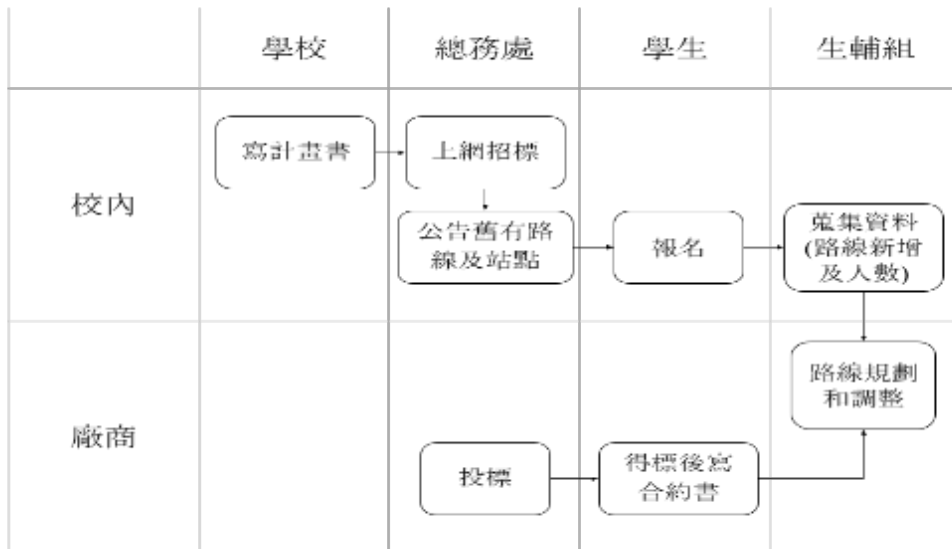 學校
總務處
學生
生輔組
校內
寫計畫書
上網招標
公告舊有路
線及站點
報名
蒐集資料
(路線新增
及人數)
廠商
路線規劃
和調整
投標
得標後寫
合約書